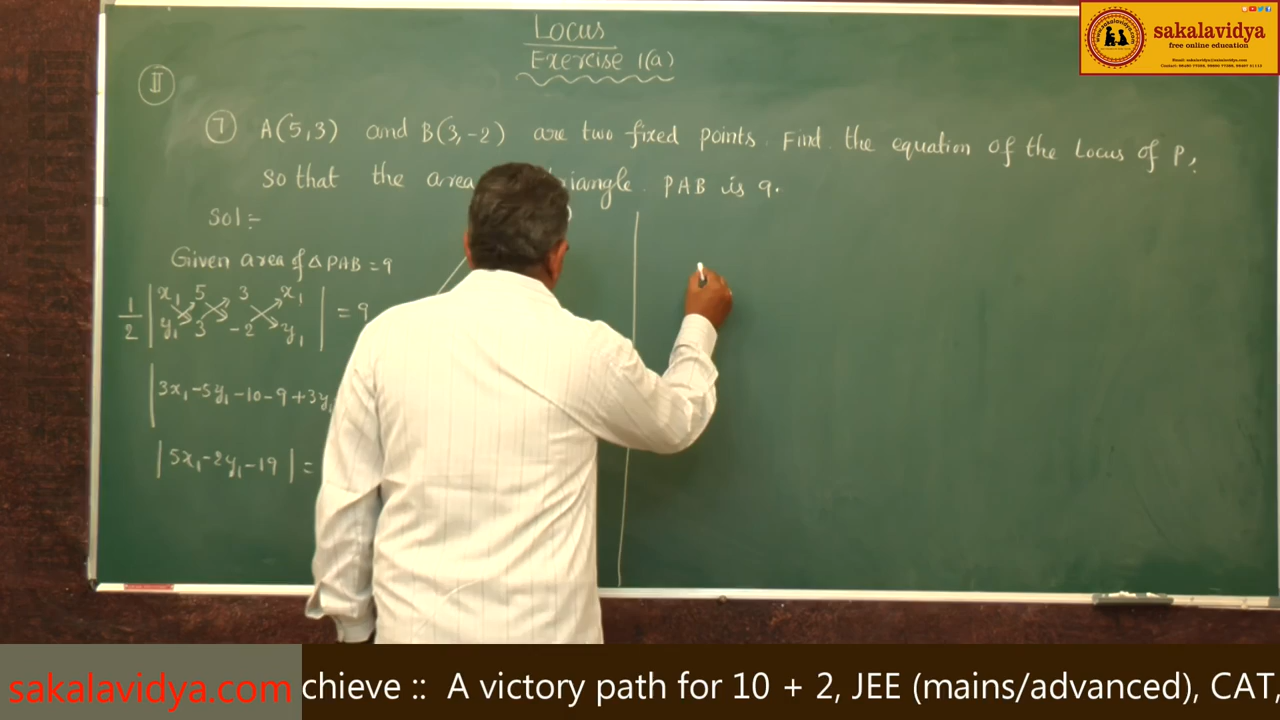 Locus
Exercise 1(a)
II
7 A(5,3) and B(3,-2) are two fixed points. Find the equation of the Locus of P,
so that the area triangle PAB is 9.
Sol:-
Given area of Δ PAB = 9
1/2 | x₁ 5 3 x₁ | = 9
y₁ 3 -2 y₁
| 3x₁ - 5y₁ - 10 - 9 + 3y₁
| 5x₁ - 2y₁ - 19 | =
sakalavidya
free online education
sakalavidya.com
chieve :: A victory path for 10 + 2, JEE (mains/advanced), CAT,